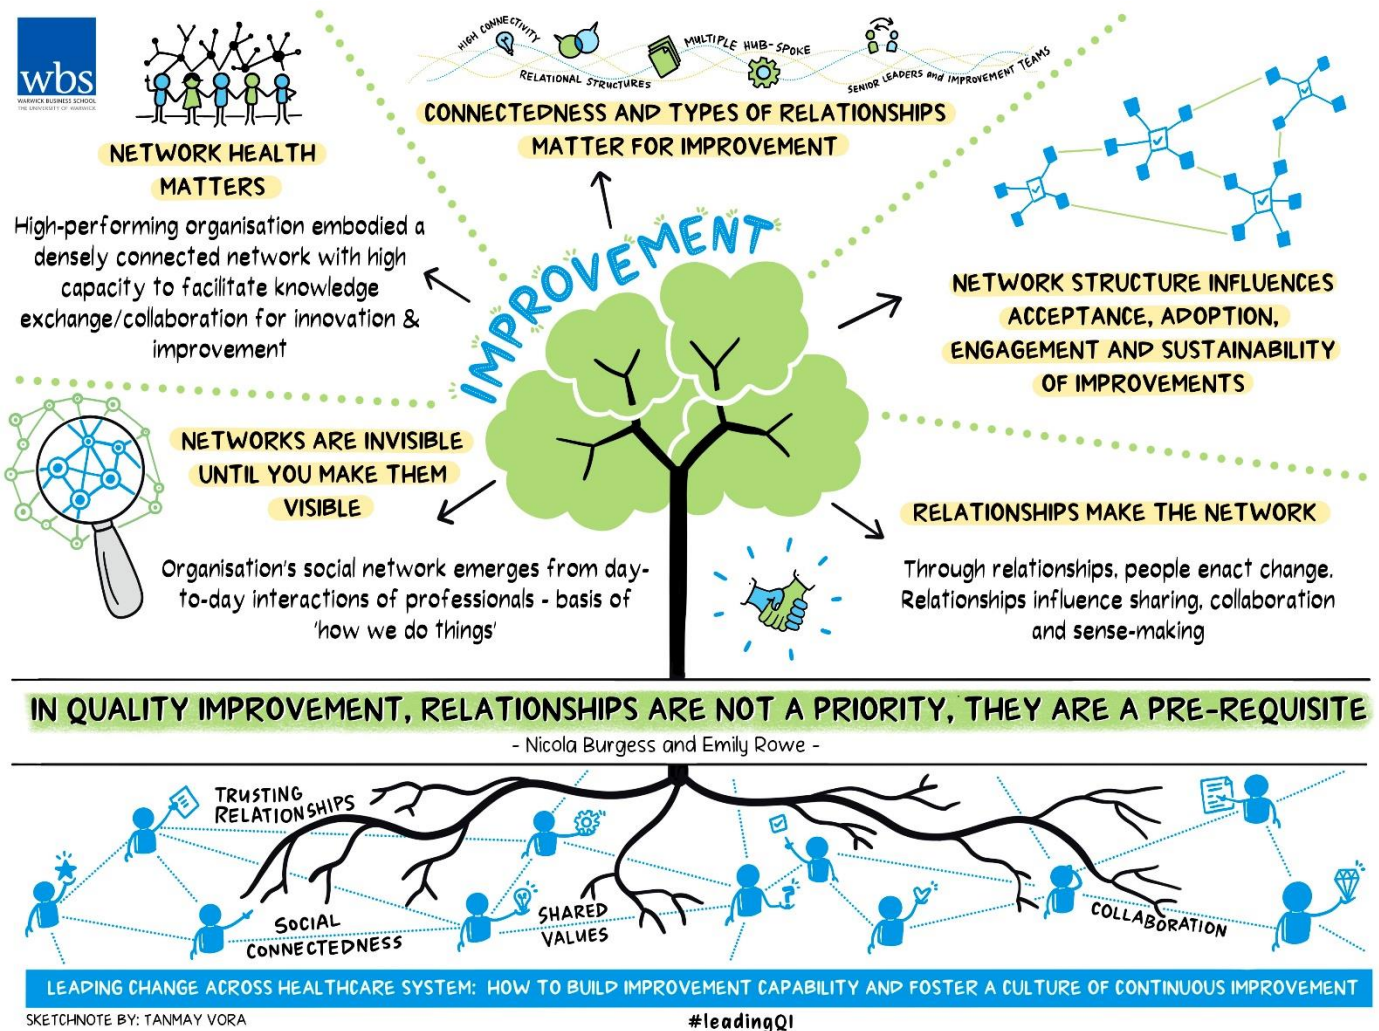 wbs
WARWICK BUSINESS SCHOOL
THE UNIVERSITY OF WARWICK
NETWORK HEALTH
MATTERS
High-performing organisation embodied a
densely connected network with high
capacity to facilitate knowledge
exchange/collaboration for innovation &
improvement
HIGH CONNECTIVITY
RELATIONAL STRUCTURES
MULTIPLE HUB-SPOKE
SENIOR LEADERS and IMPROVEMENT TEAMS
CONNECTEDNESS AND TYPES OF RELATIONSHIPS
MATTER FOR IMPROVEMENT
IMPROVEMENT
NETWORK STRUCTURE INFLUENCES
ACCEPTANCE, ADOPTION,
ENGAGEMENT AND SUSTAINABILITY
OF IMPROVEMENTS
NETWORKS ARE INVISIBLE
UNTIL YOU MAKE THEM
VISIBLE
Organisation's social network emerges from day-
to-day interactions of professionals - basis of
'how we do things'
RELATIONSHIPS MAKE THE NETWORK
Through relationships, people enact change.
Relationships influence sharing, collaboration
and sense-making
IN QUALITY IMPROVEMENT, RELATIONSHIPS ARE NOT A PRIORITY, THEY ARE A PRE-REQUISITE
- Nicola Burgess and Emily Rowe -
TRUSTING
RELATIONSHIPS
SOCIAL
CONNECTEDNESS
SHARED
VALUES
?
COLLABORATION
LEADING CHANGE ACROSS HEALTHCARE SYSTEM: HOW TO BUILD IMPROVEMENT CAPABILITY AND FOSTER A CULTURE OF CONTINUOUS IMPROVEMENT
SKETCHNOTE BY: TANMAY VORA
#leadingQI